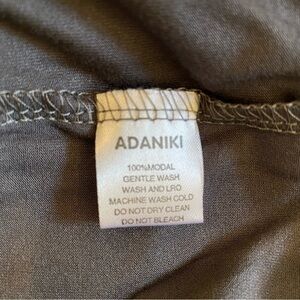 ADANIKI
100%MODAL
GENTLE WASH
WASH AND LRO
MACHINE WASH COLD
DO NOT DRY CLEAN
DO NOT BLEACH